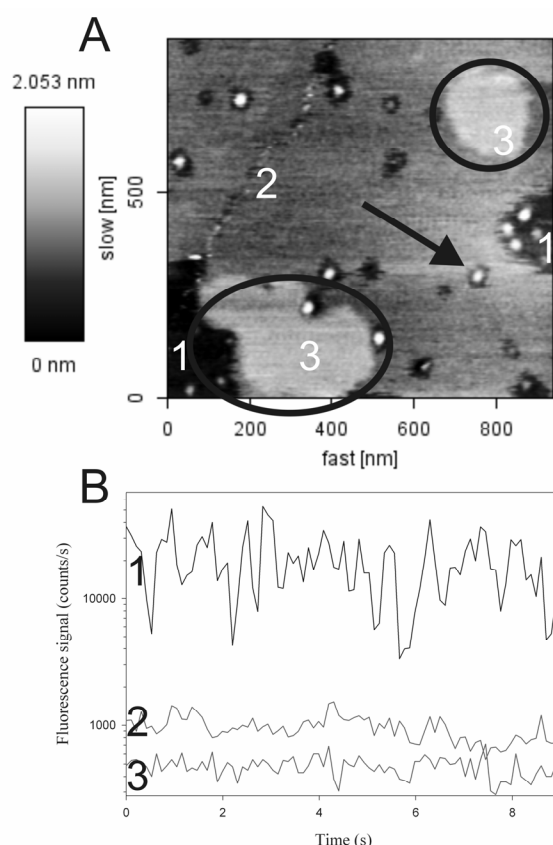 A
2.053 nm
0 nm
slow [nm]
500
0
2
3
1
1
3
0 200 400 600 800
fast [nm]
B
Fluorescence signal (counts/s)
10000
1000
1
2
3
0 2 4 6 8
Time (s)